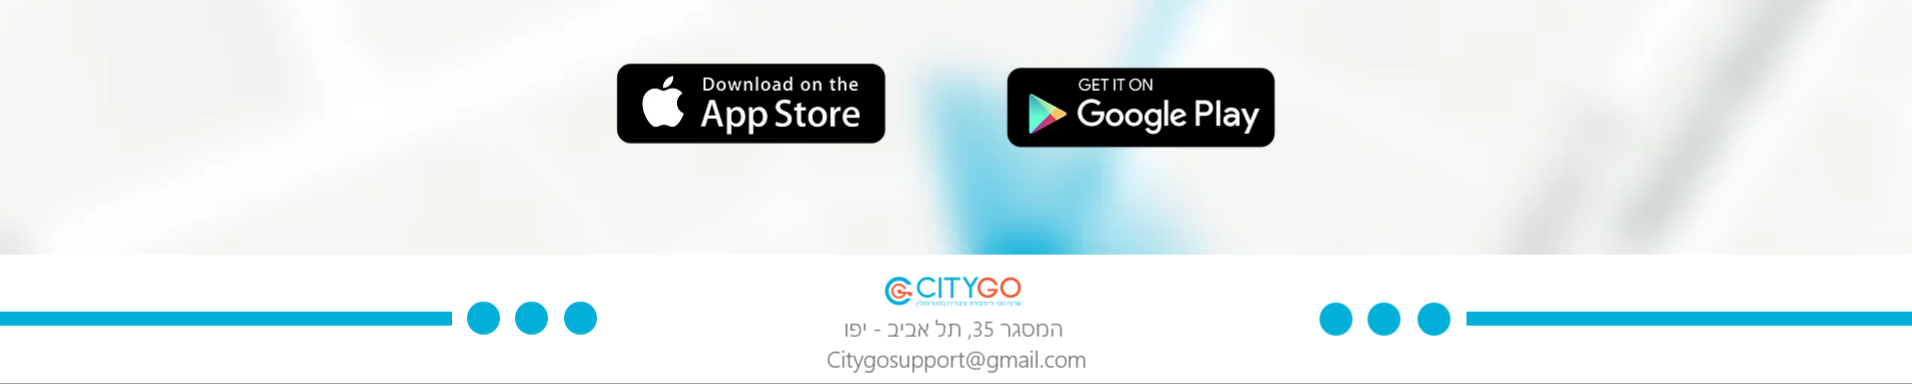 Download on the
App Store
GET IT ON
Google Play
CITYGO
המסגר 35, תל אביב - יפו
Citygosupport@gmail.com